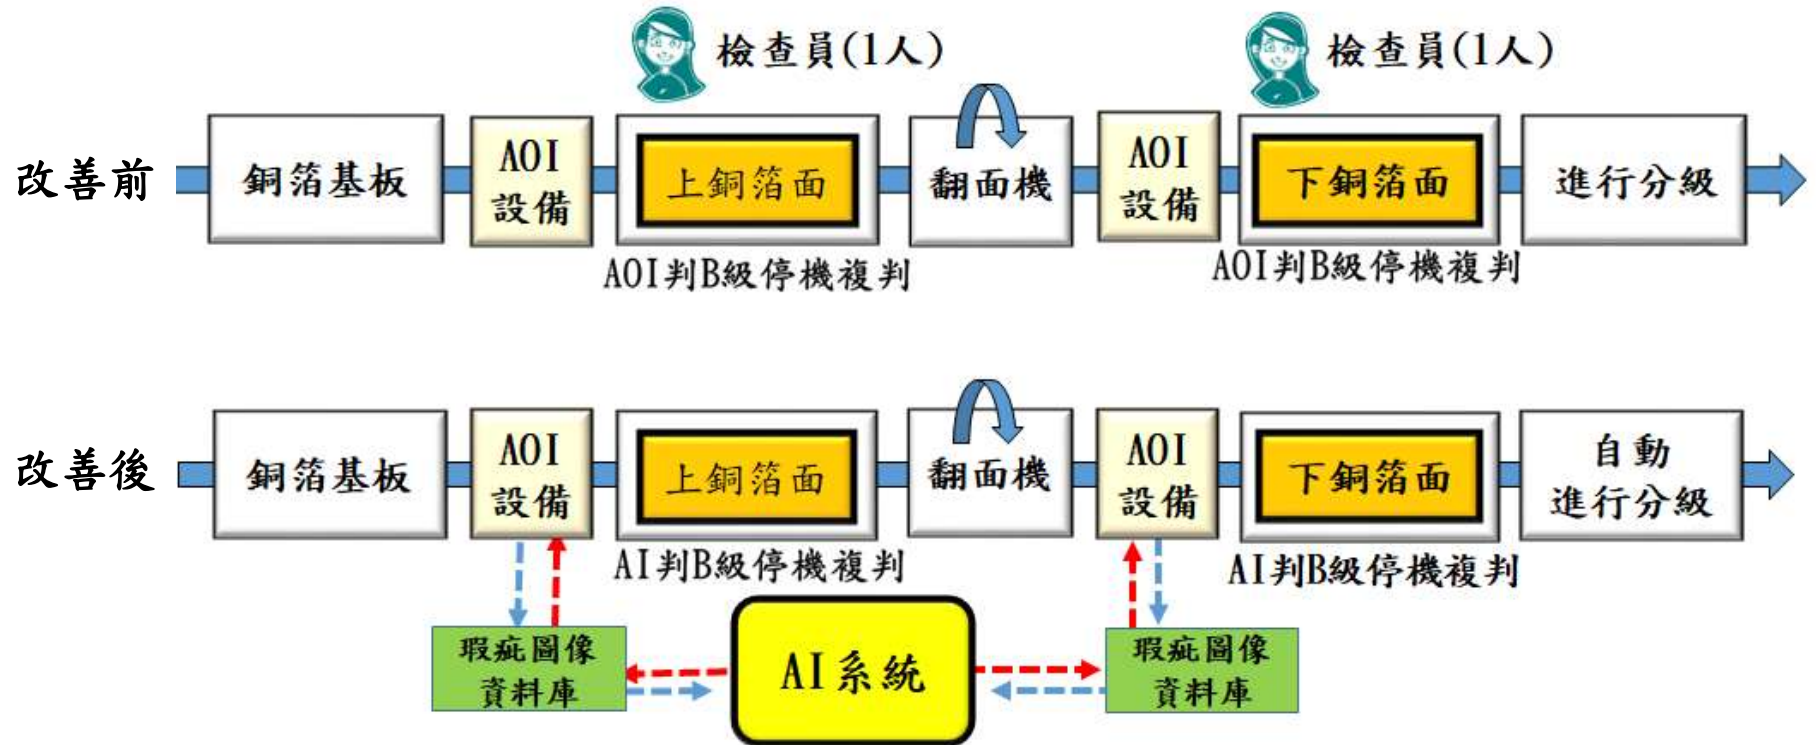 檢查員(1人)
檢查員(1人)
改善前
銅箔基板
AOI
設備
上銅箔面
翻面機
AOI
設備
下銅箔面
進行分級
AOI判B級停機複判
AOI判B級停機複判
改善後
銅箔基板
AOI
設備
上銅箔面
翻面機
AOI
設備
下銅箔面
自動
進行分級
AI判B級停機複判
AI判B級停機複判
瑕疵圖像
資料庫
AI系統
瑕疵圖像
資料庫